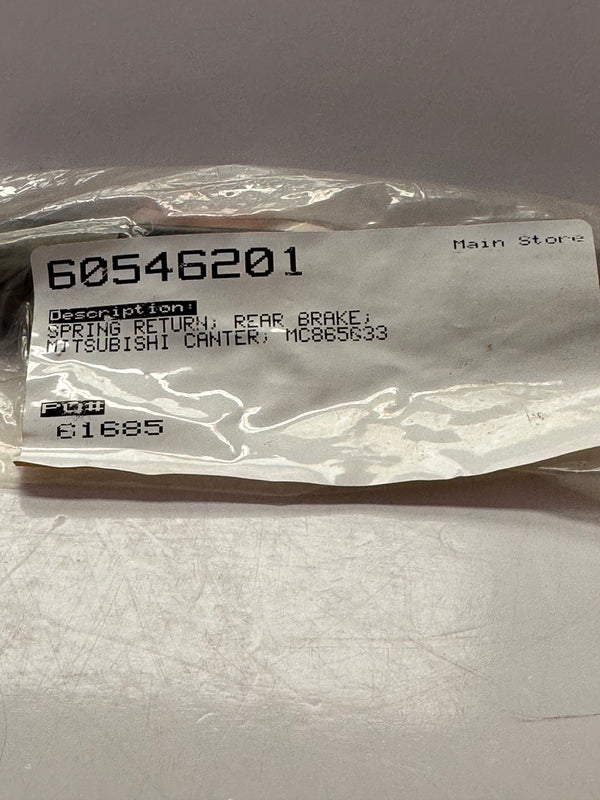 60546201
Main Store
Description:
SPRING RETURN; REAR BRAKE;
MITSUBISHI CANTER; MC865633
PO#
61685